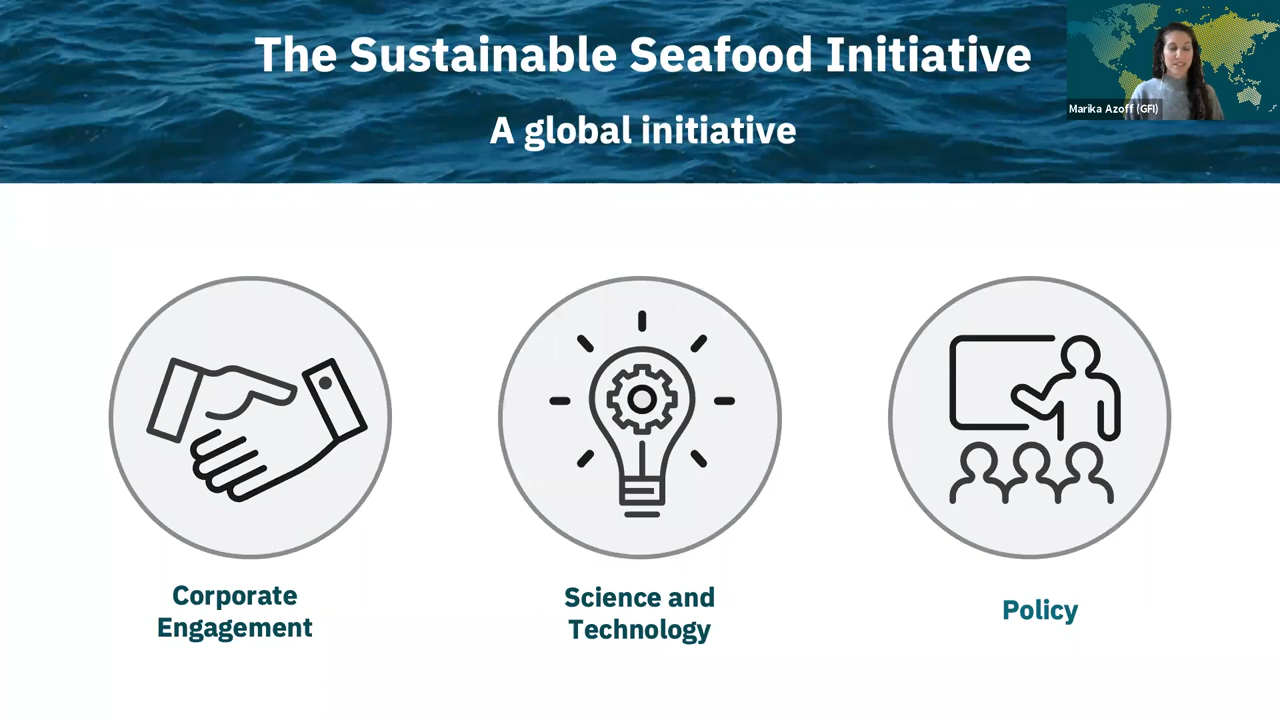 The Sustainable Seafood Initiative
A global initiative
Marika Azoff (GFI)
Corporate
Engagement
Science and
Technology
Policy